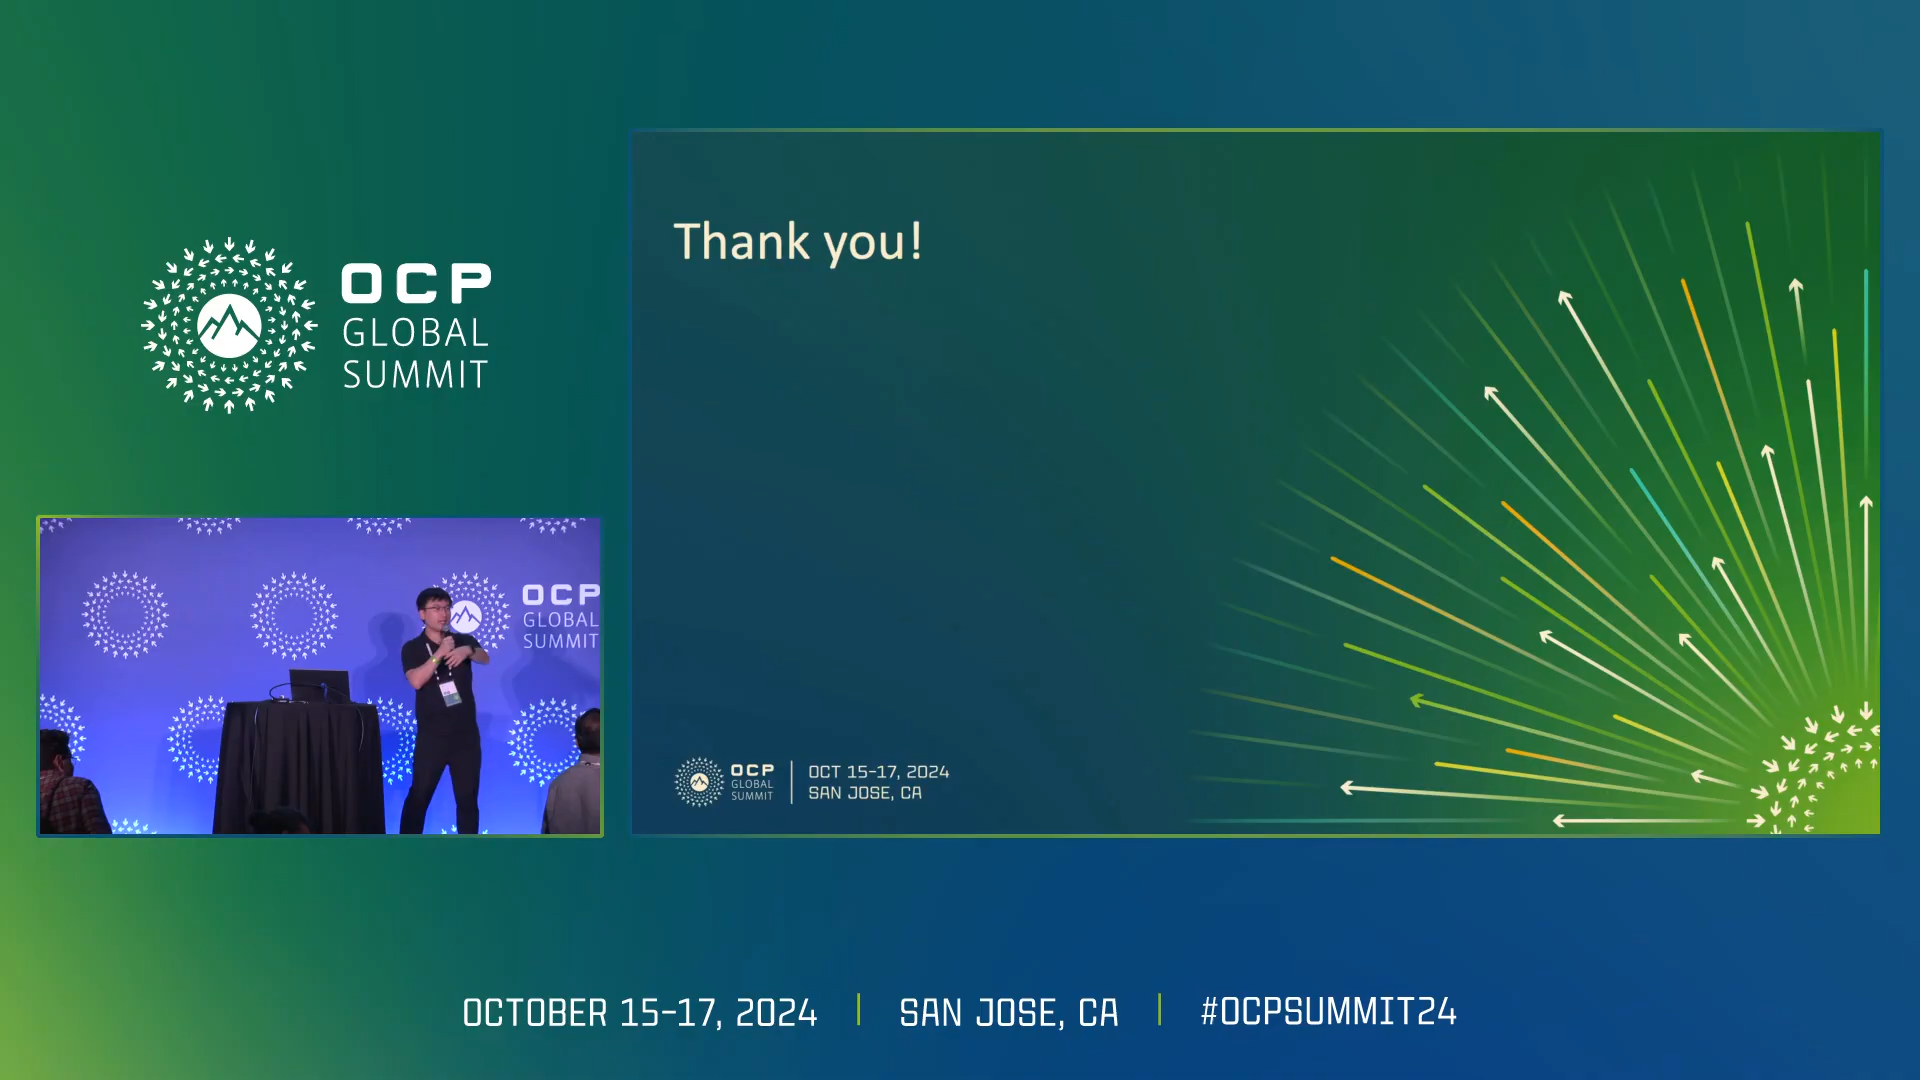 OCP
GLOBAL
SUMMIT
Thank you!
OCP
GLOBAL
SUMMIT
OCT 15-17, 2024
SAN JOSE, CA
OCP
GLOBAL
SUMMIT
OCTOBER 15-17, 2024
SAN JOSE, CA
#OCPSUMMIT24